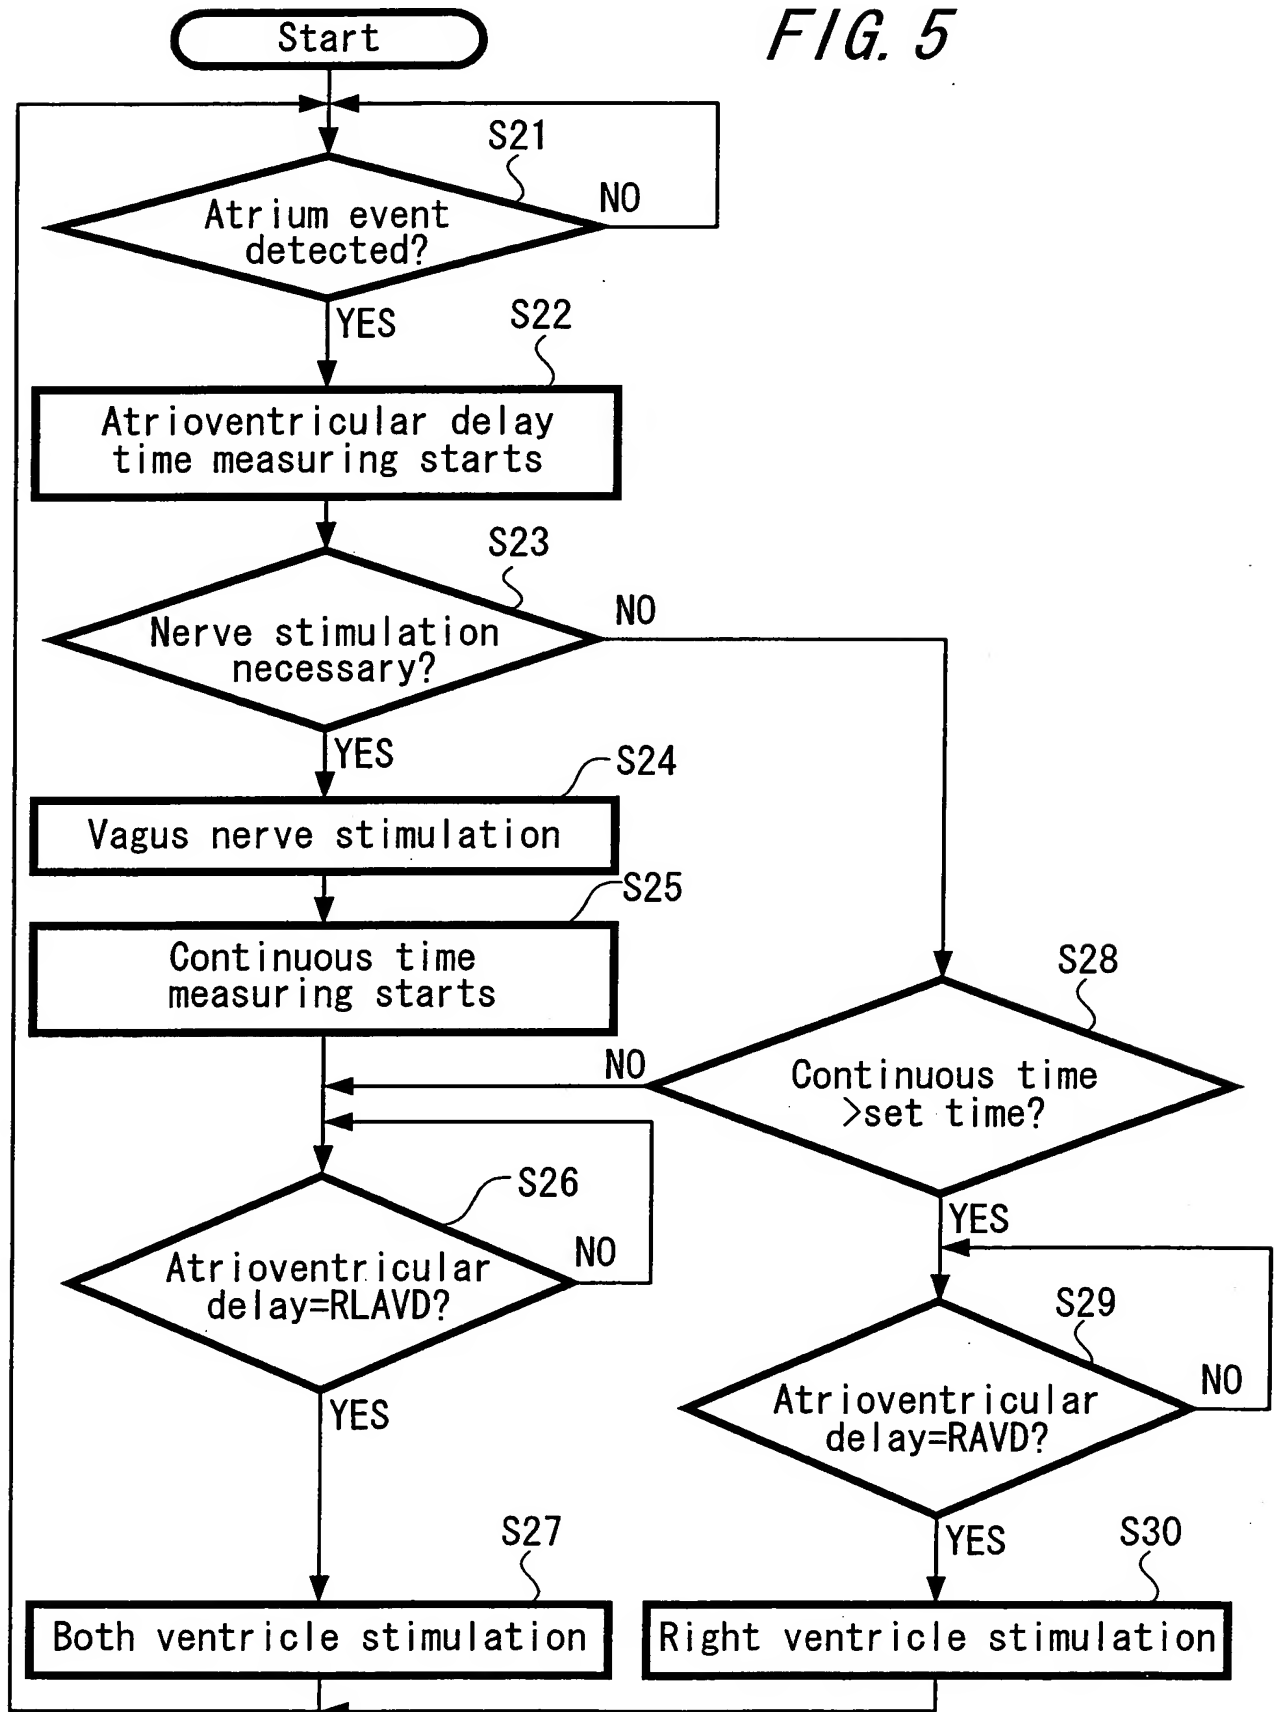 FIG. 5
Start
S21
Atrium event
detected?
NO
YES
S22
Atrioventricular delay
time measuring starts
S23
Nerve stimulation
necessary?
NO
YES
S24
Vagus nerve stimulation
S25
Continuous time
measuring starts
S28
Continuous time
>set time?
NO
YES
S26
Atrioventricular
delay=RLAVD?
NO
YES
S29
Atrioventricular
delay=RAVD?
NO
YES
S27
Both ventricle stimulation
S30
Right ventricle stimulation